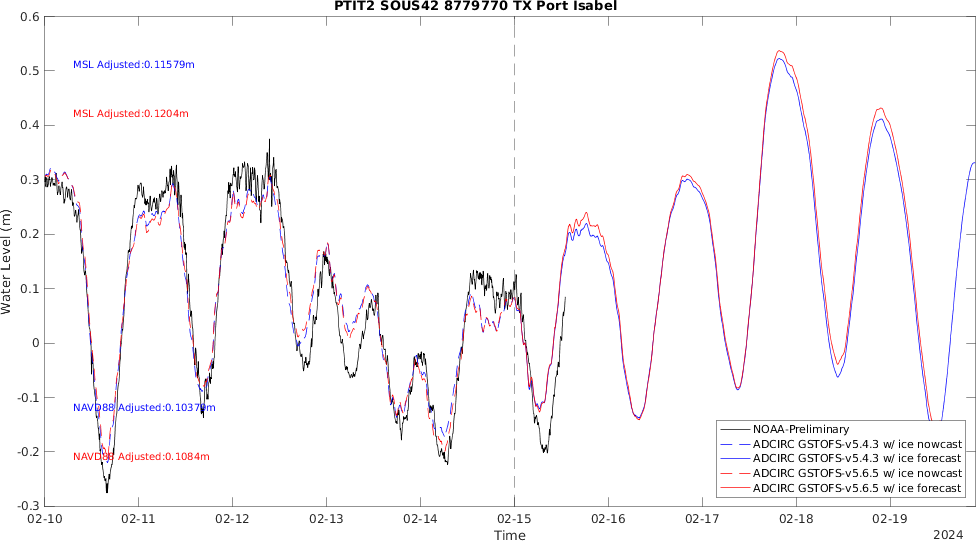 PTIT2 SOUS42 8779770 TX Port Isabel
0.6
0.5
0.4
0.3
0.2
0.1
0
-0.1
-0.2
-0.3
Water Level (m)
MSL Adjusted:0.11579m
MSL Adjusted:0.1204m
NAVD88 Adjusted:0.10379m
NAVD88 Adjusted:0.1084m
NOAA-Preliminary
ADCIRC GSTOFS-v5.4.3 w/ ice nowcast
ADCIRC GSTOFS-v5.4.3 w/ ice forecast
ADCIRC GSTOFS-v5.6.5 w/ ice nowcast
ADCIRC GSTOFS-v5.6.5 w/ ice forecast
02-10 02-11 02-12 02-13 02-14 02-15 02-16 02-17 02-18 02-19
Time
2024